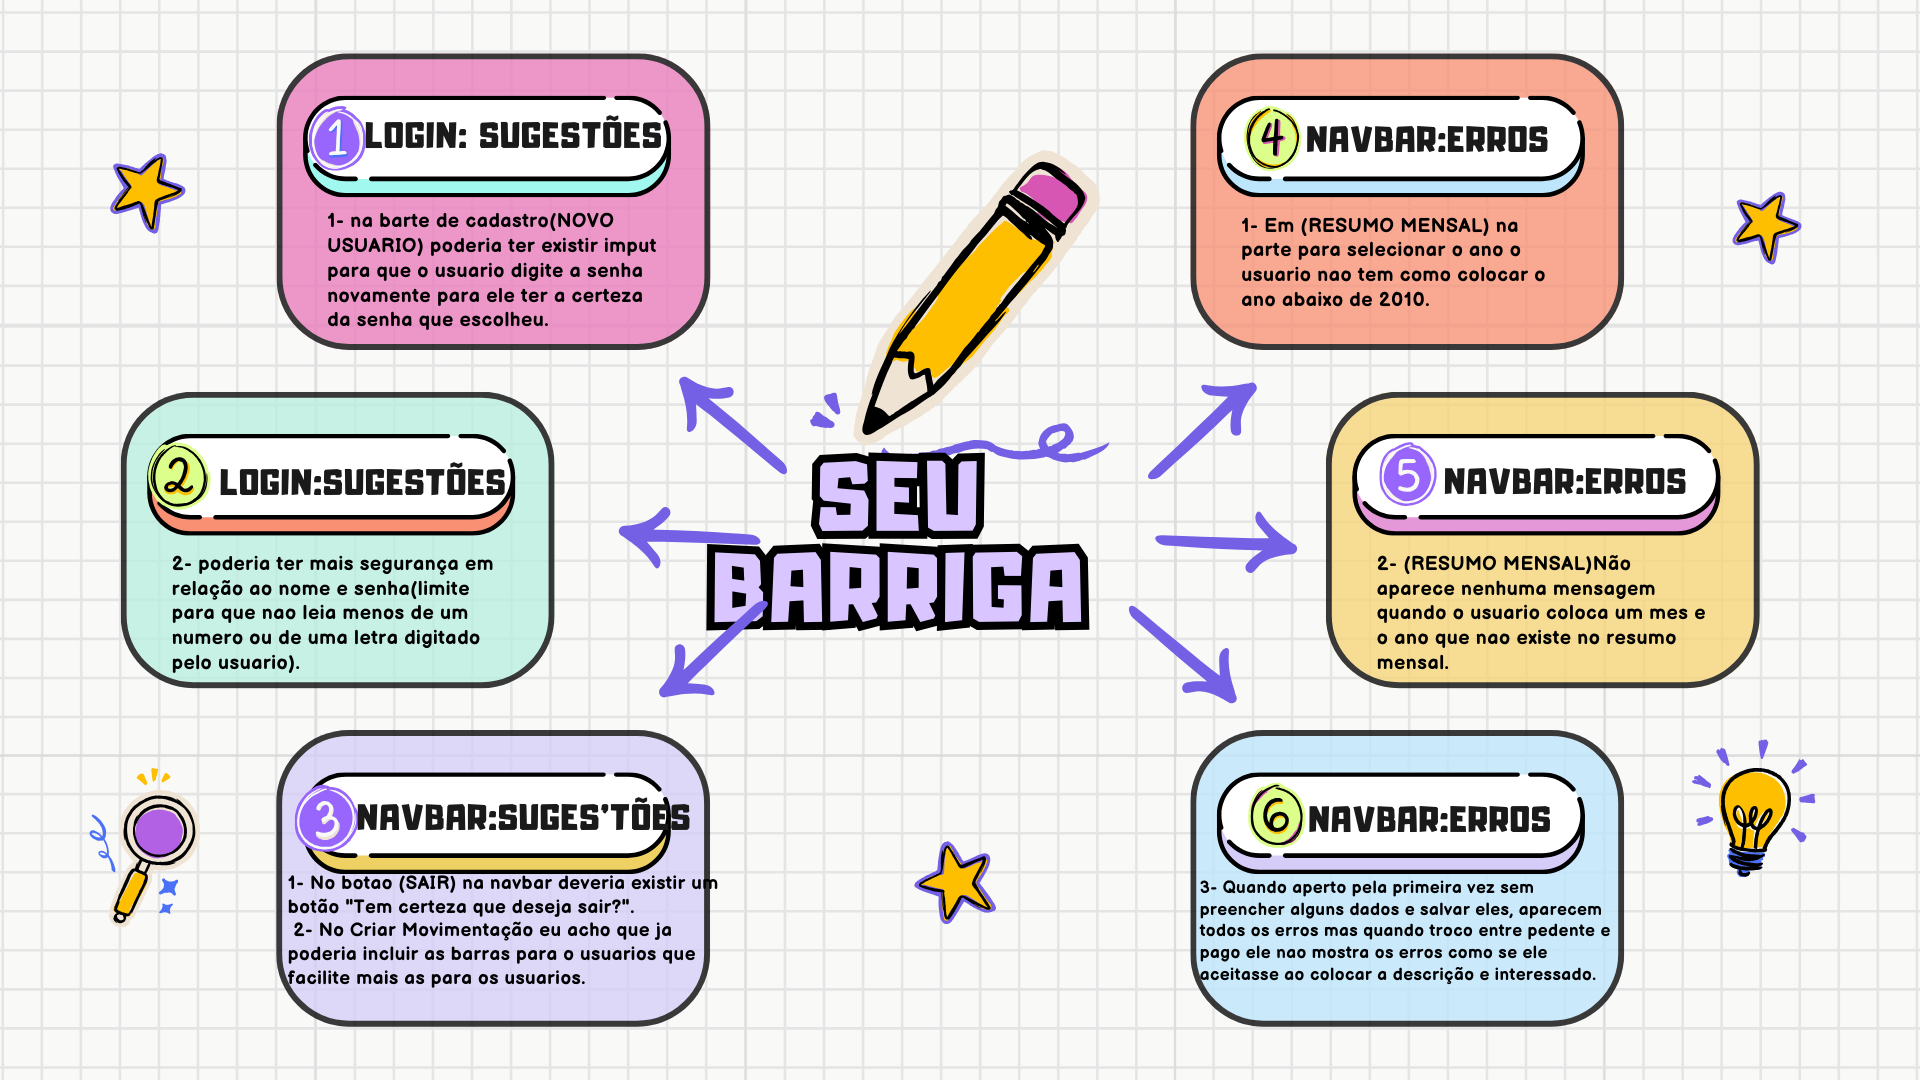 SEU
BARRIGA
1 LOGIN: SUGESTÕES
1- na barte de cadastro(NOVO
USUARIO) poderia ter existir imput
para que o usuario digite a senha
novamente para ele ter a certeza
da senha que escolheu.
2 LOGIN:SUGESTÕES
2- poderia ter mais segurança em
relação ao nome e senha(limite
para que nao leia menos de um
numero ou de uma letra digitado
pelo usuario).
3 NAVBAR:SUGES'TÕES
1- No botao (SAIR) na navbar deveria existir um
botão "Tem certeza que deseja sair?".
2- No Criar Movimentação eu acho que ja
poderia incluir as barras para o usuarios que
facilite mais as para os usuarios.
4 NAVBAR:ERROS
1- Em (RESUMO MENSAL) na
parte para selecionar o ano o
usuario nao tem como colocar o
ano abaixo de 2010.
5 NAVBAR:ERROS
2- (RESUMO MENSAL)Não
aparece nenhuma mensagem
quando o usuario coloca um mes e
o ano que nao existe no resumo
mensal.
6 NAVBAR:ERROS
3- Quando aperto pela primeira vez sem
preencher alguns dados e salvar eles, aparecem
todos os erros mas quando troco entre pedente e
pago ele nao mostra os erros como se ele
aceitasse ao colocar a descrição e interessado.